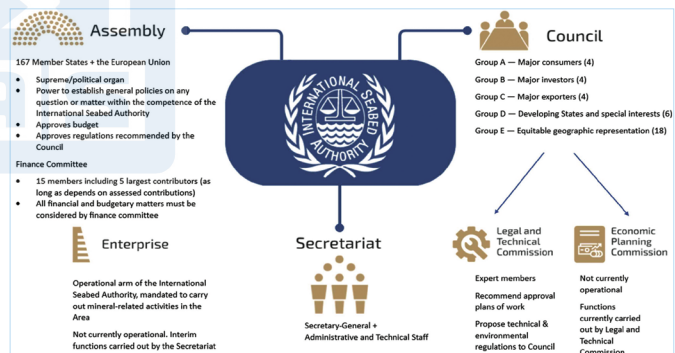 Assembly
167 Member States + the European Union
• Supreme/political organ
• Power to establish general policies on any
question or matter within the competence of the
International Seabed Authority
• Approves budget
• Approves regulations recommended by the
Council
Finance Committee
• 15 members including 5 largest contributors (as
long as depends on assessed contributions)
• All financial and budgetary matters must be
considered by finance committee
INTERNATIONAL SEABED
AUTHORITY
Council
Group A — Major consumers (4)
Group B — Major investors (4)
Group C — Major exporters (4)
Group D — Developing States and special interests (6)
Group E — Equitable geographic representation (18)
Enterprise
Operational arm of the International
Seabed Authority, mandated to carry
out mineral-related activities in the
Area
Not currently operational. Interim
functions carried out by the Secretariat
Secretariat
Secretary-General +
Administrative and Technical Staff
Legal and
Technical
Commission
Expert members
Recommend approval
plans of work
Propose technical &
environmental
regulations to Council
Economic
Planning
Commission
Not currently
operational
Functions
currently carried
out by Legal and
Technical
Commission